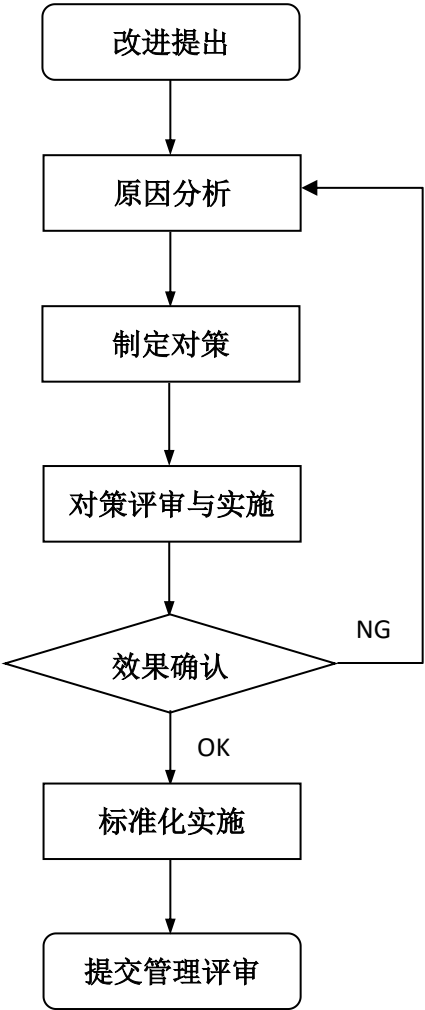 改进提出
原因分析
制定对策
对策评审与实施
NG
效果确认
OK
标准化实施
提交管理评审